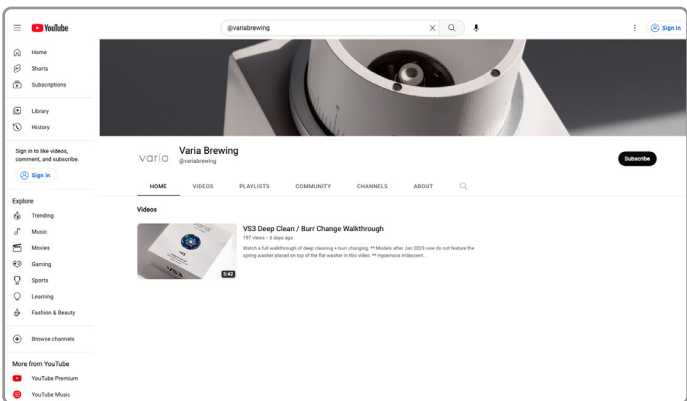 YouTube
@variabrewing
Sign in
Home
Shorts
Subscriptions
Library
History
Sign in to like videos,
comment, and subscribe.
Sign in
Explore
Trending
Music
Movies
Gaming
Sports
Learning
Fashion & Beauty
Browse channels
More from YouTube
YouTube Premium
YouTube Music
varia
Varia Brewing
@variabrewing
Subscribe
HOME VIDEOS PLAYLISTS COMMUNITY CHANNELS ABOUT
Videos
varia
VS3
3:42
VS3 Deep Clean / Burr Change Walkthrough
197 views • 6 days ago
Watch a full walkthrough of deep cleaning + burr changing. ** Models after Jan 2023 now do not feature the
spring washer placed on top of the flat washer in this video. ** Hypernova Iridescent...